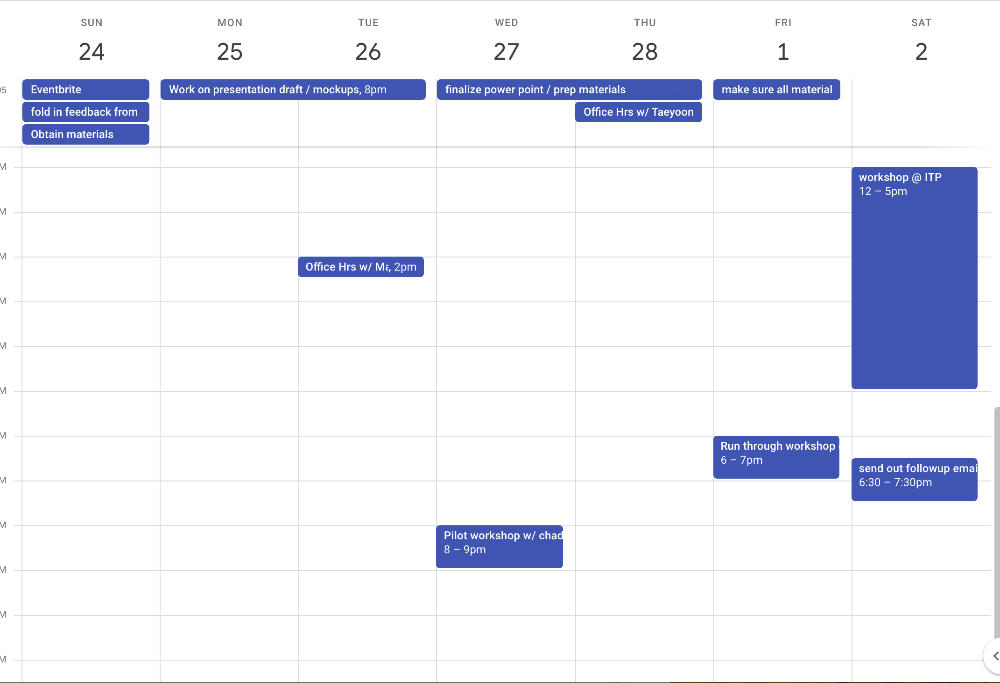 SUN MON TUE WED THU FRI SAT
24 25 26 27 28 1 2
05
Eventbrite
Work on presentation draft / mockups, 8pm
finalize power point / prep materials
make sure all material
fold in feedback from
Office Hrs w/ Taeyoon
Obtain materials
M
workshop @ ITP
12 – 5pm
M
M
Office Hrs w/ Ma, 2pm
M
M
M
M
Run through workshop
6 – 7pm
send out followup emai
6:30 – 7:30pm
M
M
Pilot workshop w/ chad
8 – 9pm
M
M
M